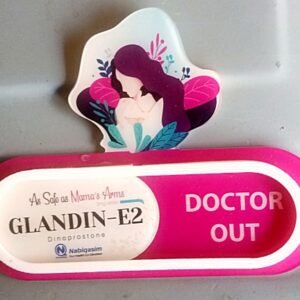 As Safe as Mama's Arms
GLANDIN-E2
Dinoprostone
Nabiqasim
DOCTOR
OUT